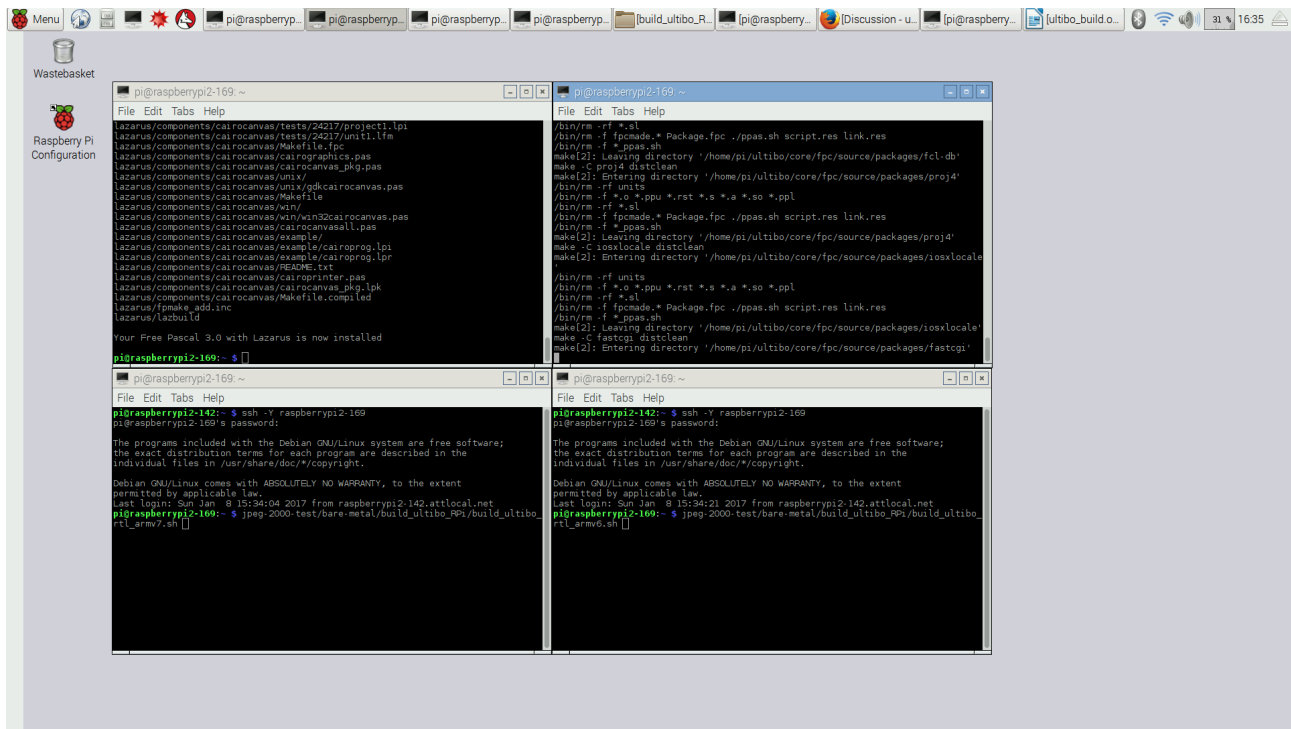 Menu
pi@raspberryp...
pi@raspberryp...
pi@raspberryp...
pi@raspberryp...
[build_ultibo_R...
[pi@raspberry...
[Discussion - u...
[pi@raspberry...
[ultibo_build.o...
31 %
16:35
Wastebasket
Raspberry Pi
Configuration
pi@raspberrypi2-169: ~
File Edit Tabs Help
lazarus/components/cairocanvas/tests/24217/project1.lpi
lazarus/components/cairocanvas/tests/24217/unit1.lfm
lazarus/components/cairocanvas/Makefile.fpc
lazarus/components/cairocanvas/cairographics.pas
lazarus/components/cairocanvas/cairocanvas_pkg.pas
lazarus/components/cairocanvas/unix/
lazarus/components/cairocanvas/unix/gdkcairocanvas.pas
lazarus/components/cairocanvas/Makefile
lazarus/components/cairocanvas/win/
lazarus/components/cairocanvas/win/win32cairocanvas.pas
lazarus/components/cairocanvas/cairocanvasall.pas
lazarus/components/cairocanvas/example/
lazarus/components/cairocanvas/example/cairoprog.lpi
lazarus/components/cairocanvas/example/cairoprog.lpr
lazarus/components/cairocanvas/README.txt
lazarus/components/cairocanvas/cairoprinter.pas
lazarus/components/cairocanvas/cairocanvas_pkg.lpk
lazarus/components/cairocanvas/Makefile.compiled
lazarus/fpmake_add.inc
lazarus/lazbuild
Your Free Pascal 3.0 with Lazarus is now installed
pi@raspberrypi2-169:~ $
pi@raspberrypi2-169: ~
File Edit Tabs Help
/bin/rm -rf *.sl
/bin/rm -f fpcmade.* Package.fpc ./ppas.sh script.res link.res
/bin/rm -f *_ppas.sh
make[2]: Leaving directory '/home/pi/ultibo/core/fpc/source/packages/fcl-db'
make -C proj4 distclean
make[2]: Entering directory '/home/pi/ultibo/core/fpc/source/packages/proj4'
/bin/rm -rf units
/bin/rm -f *.o *.ppu *.rst *.s *.a *.so *.ppl
/bin/rm -rf *.sl
/bin/rm -f fpcmade.* Package.fpc ./ppas.sh script.res link.res
/bin/rm -f *_ppas.sh
make[2]: Leaving directory '/home/pi/ultibo/core/fpc/source/packages/proj4'
make -C iosxlocale distclean
make[2]: Entering directory '/home/pi/ultibo/core/fpc/source/packages/iosxlocale
'
/bin/rm -rf units
/bin/rm -f *.o *.ppu *.rst *.s *.a *.so *.ppl
/bin/rm -rf *.sl
/bin/rm -f fpcmade.* Package.fpc ./ppas.sh script.res link.res
/bin/rm -f *_ppas.sh
make[2]: Leaving directory '/home/pi/ultibo/core/fpc/source/packages/iosxlocale'
make -C fastcgi distclean
make[2]: Entering directory '/home/pi/ultibo/core/fpc/source/packages/fastcgi'
pi@raspberrypi2-169: ~
File Edit Tabs Help
pi@raspberrypi2-142:~ $ ssh -Y raspberrypi2-169
pi@raspberrypi2-169's password:
The programs included with the Debian GNU/Linux system are free software;
the exact distribution terms for each program are described in the
individual files in /usr/share/doc/*/copyright.
Debian GNU/Linux comes with ABSOLUTELY NO WARRANTY, to the extent
permitted by applicable law.
Last login: Sun Jan  8 15:34:04 2017 from raspberrypi2-142.attlocal.net
pi@raspberrypi2-169:~ $ jpeg-2000-test/bare-metal/build_ultibo_RPi/build_ultibo_
rtl_armv7.sh
pi@raspberrypi2-169: ~
File Edit Tabs Help
pi@raspberrypi2-142:~ $ ssh -Y raspberrypi2-169
pi@raspberrypi2-169's password:
The programs included with the Debian GNU/Linux system are free software;
the exact distribution terms for each program are described in the
individual files in /usr/share/doc/*/copyright.
Debian GNU/Linux comes with ABSOLUTELY NO WARRANTY, to the extent
permitted by applicable law.
Last login: Sun Jan  8 15:34:21 2017 from raspberrypi2-142.attlocal.net
pi@raspberrypi2-169:~ $ jpeg-2000-test/bare-metal/build_ultibo_RPi/build_ultibo_
rtl_armv6.sh